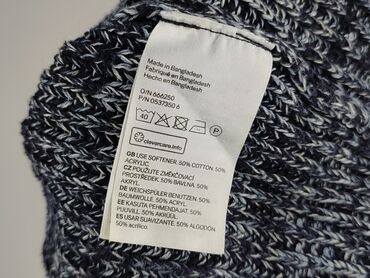 Made in Bangladesh
Fabriqué en Bangladesh
Hecho en Bangladesh
O/N 666250
P/N 0537350 6
40 P
clevercare.info
GB USE SOFTENER. 50% COTTON. 50%
ACRYLIC.
CZ POUŽIJTE ZMĚKČOVACÍ
PROSTŘEDEK. 50% BAVLNA. 50%
AKRYL.
DE WEICHSPÜLER BENUTZEN. 50%
BAUMWOLLE. 50% ACRYL.
EE KASUTA PEHMENDAJAT. 50%
PUUVILL. 50% AKRÜÜL.
ES USAR SUAVIZANTE. 50% ALGODÓN.
50% acrílico.